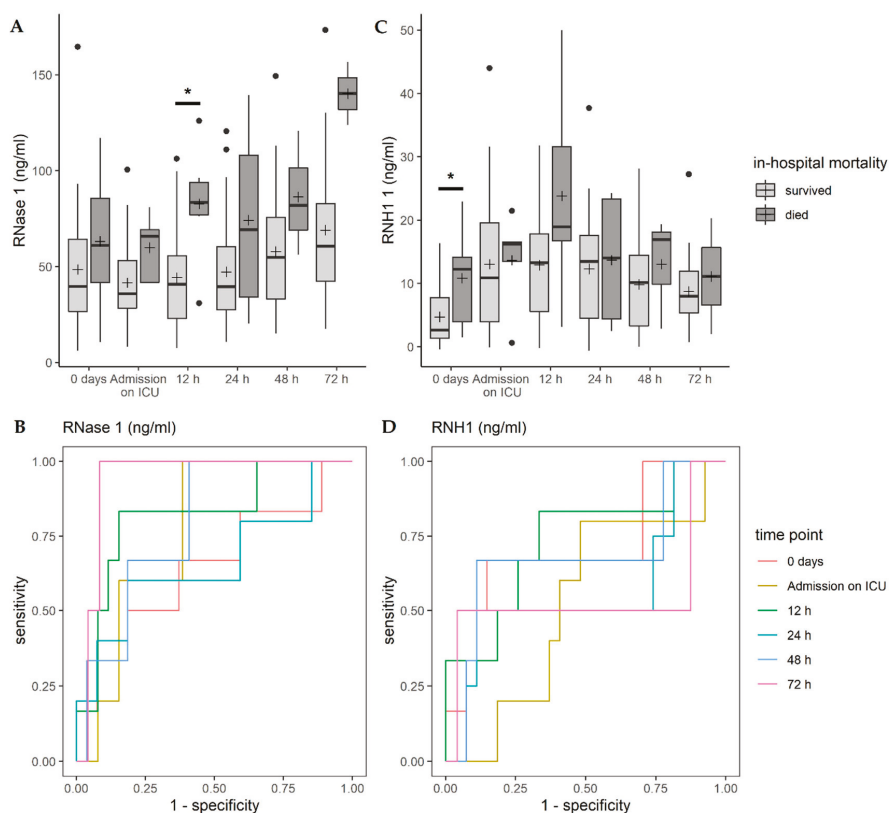 A
RNase 1 (ng/ml)
150
100
50
0
*
0 days
Admission
on ICU
12 h
24 h
48 h
72 h
C
RNH1 1 (ng/ml)
50
40
30
20
10
0
*
0 days
Admission
on ICU
12 h
24 h
48 h
72 h
in-hospital mortality
survived
died
B
RNase 1 (ng/ml)
sensitivity
1.00
0.75
0.50
0.25
0.00
0.00
0.25
0.50
0.75
1.00
1 - specificity
D
RNH1 (ng/ml)
sensitivity
1.00
0.75
0.50
0.25
0.00
0.00
0.25
0.50
0.75
1.00
1 - specificity
time point
0 days
Admission on ICU
12 h
24 h
48 h
72 h